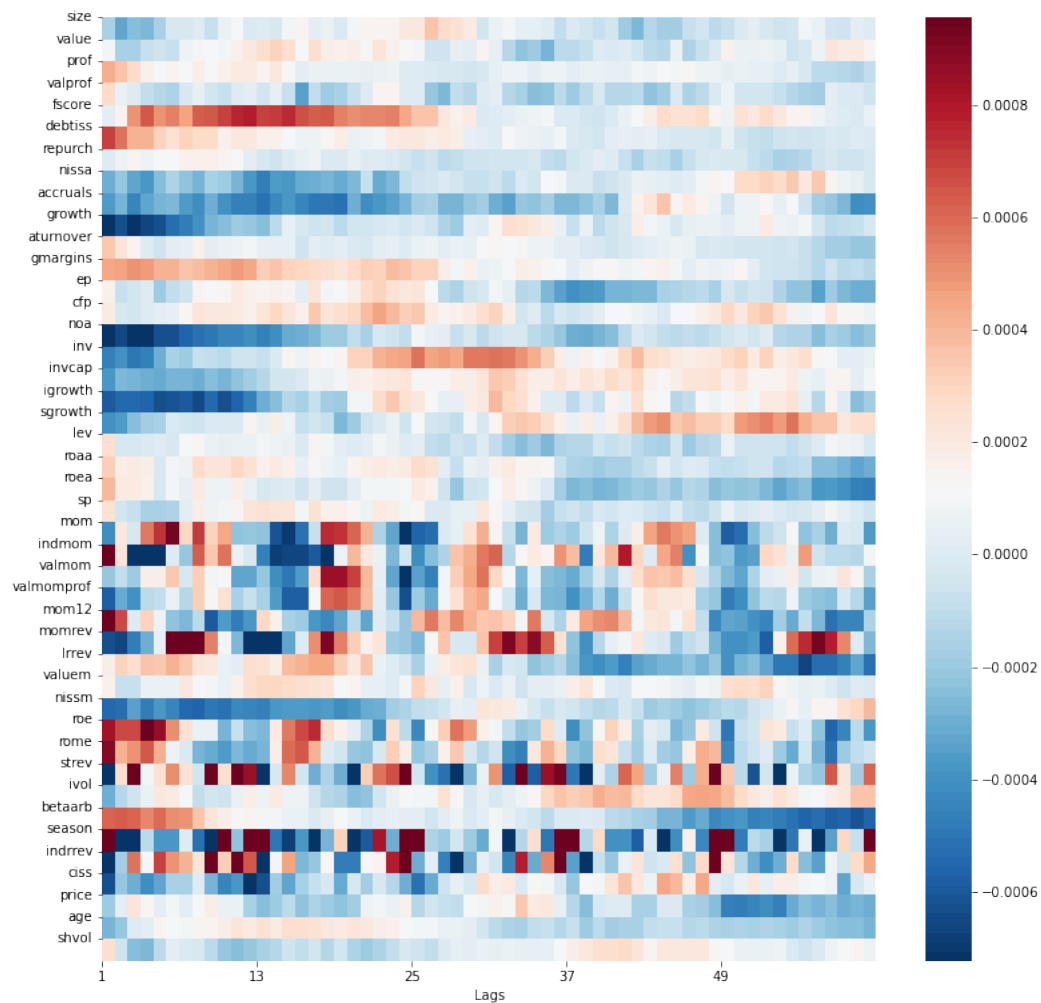 size
value
prof
valprof
fscore
debtiss
repurch
nissa
accruals
growth
aturnover
gmargins
ep
cfp
noa
inv
invcap
igrowth
sgrowth
lev
roaa
roea
sp
mom
indmom
valmom
valmomprof
mom12
momrev
lrrev
valuem
nissm
roe
rome
strev
ivol
betaarb
season
indrrev
ciss
price
age
shvol
1 13 25 37 49
Lags
0.0008
0.0006
0.0004
0.0002
0.0000
−0.0002
−0.0004
−0.0006